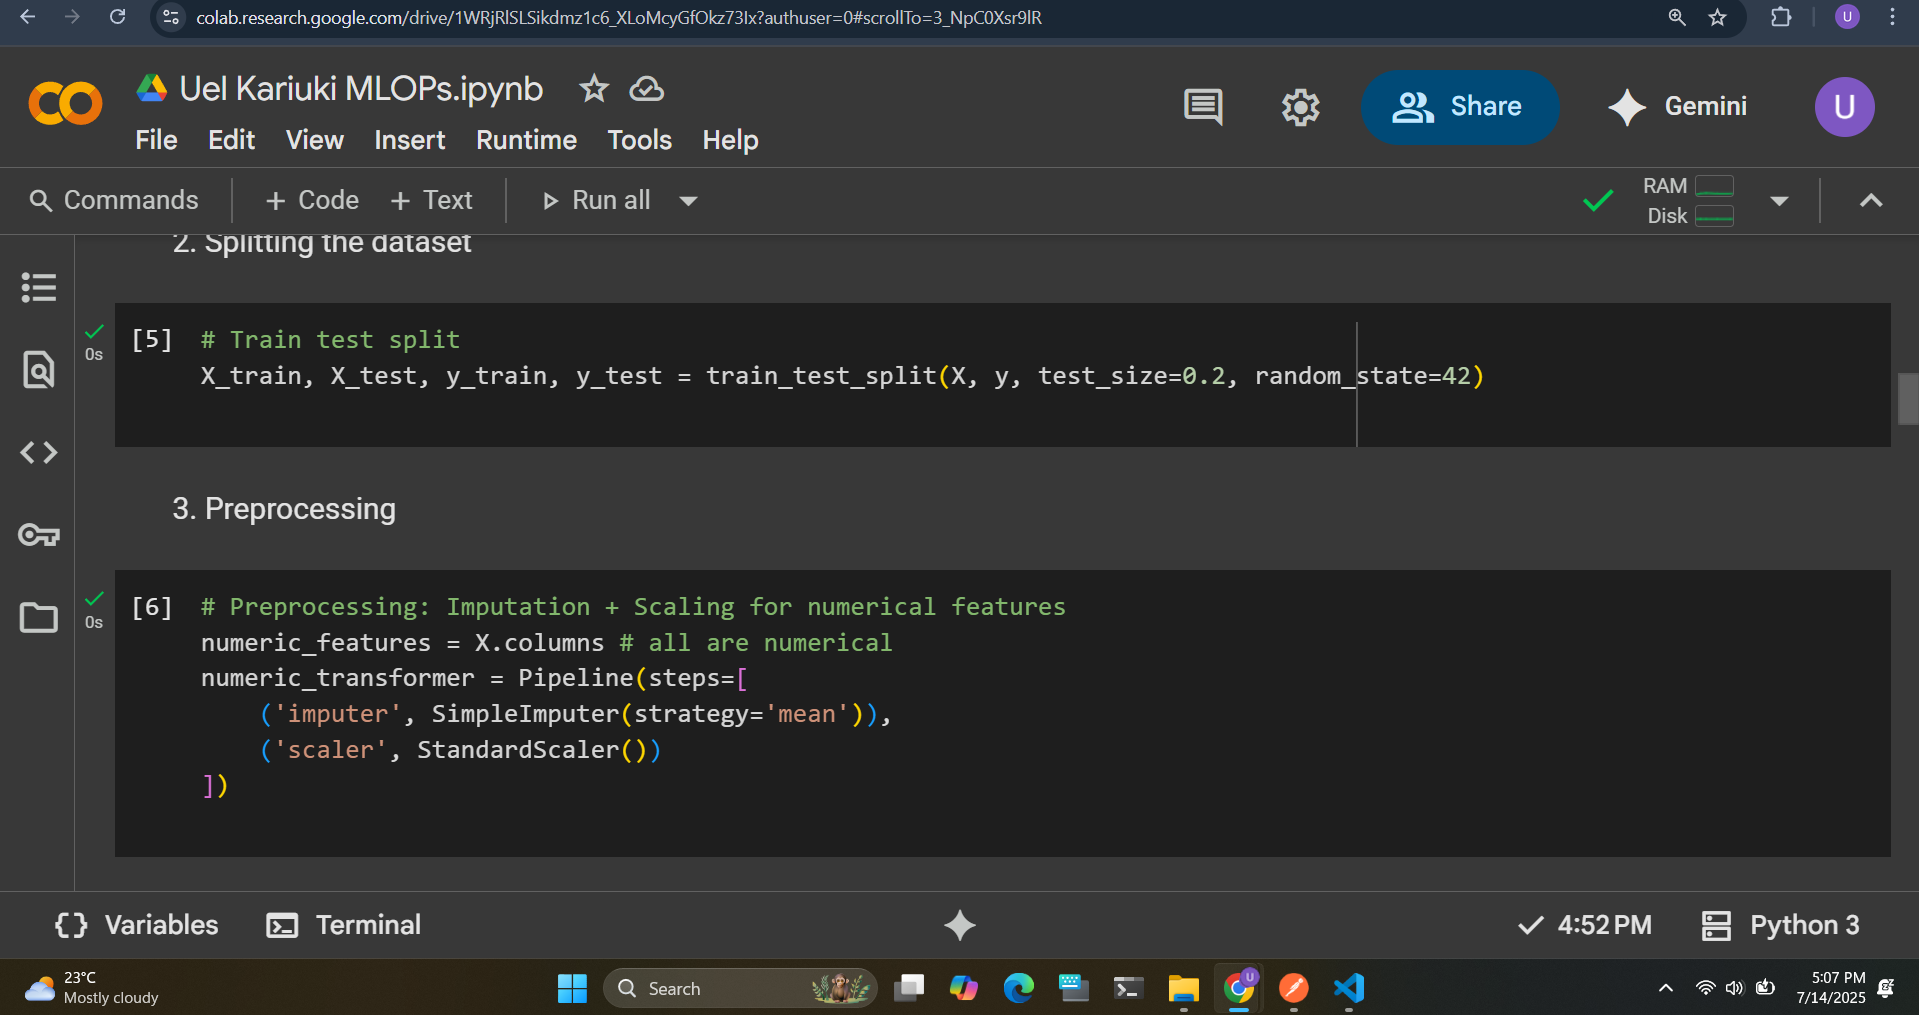 colab.research.google.com/drive/1WRjRlSLSikdmz1c6_XLoMcyGfOkz73Ix?authuser=0#scrollTo=3_NpC0Xsr9lR
U
Uel Kariuki MLOPs.ipynb
File Edit View Insert Runtime Tools Help
Share
Gemini
U
Commands
+ Code
+ Text
Run all
RAM
Disk
2. Splitting the dataset
[5]
0s
# Train test split
X_train, X_test, y_train, y_test = train_test_split(X, y, test_size=0.2, random_state=42)
3. Preprocessing
[6]
0s
# Preprocessing: Imputation + Scaling for numerical features
numeric_features = X.columns # all are numerical
numeric_transformer = Pipeline(steps=[
    ('imputer', SimpleImputer(strategy='mean')),
    ('scaler', StandardScaler())
])
{} Variables
Terminal
4:52 PM
Python 3
23°C
Mostly cloudy
Search
U
5:07 PM
7/14/2025